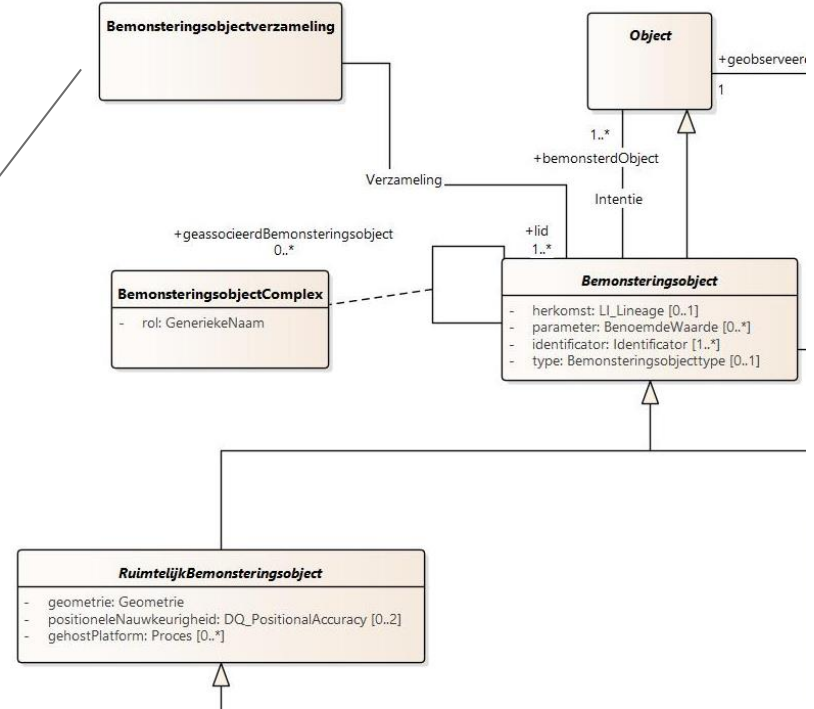 Bemonsteringsobjectverzameling
Object
+geobserveerd
1
1..*
+bemonsterdObject
Verzameling
Intentie
+geassocieerdBemonsteringsobject
0..*
+lid
1..*
BemonsteringsobjectComplex
- rol: GeneriekeNaam
Bemonsteringsobject
- herkomst: LI_Lineage [0..1]
- parameter: BenoemdeWaarde [0..*]
- identificator: Identificator [1..*]
- type: Bemonsteringsobjecttype [0..1]
RuimtelijkBemonsteringsobject
- geometrie: Geometrie
- positioneleNauwkeurigheid: DQ_PositionalAccuracy [0..2]
- gehostPlatform: Proces [0..*]